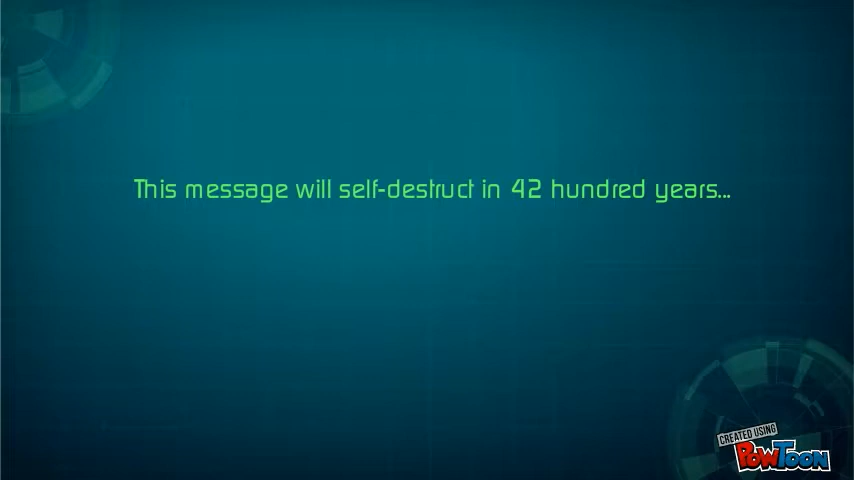 This message will self-destruct in 42 hundred years...
CREATED USING
PowToon